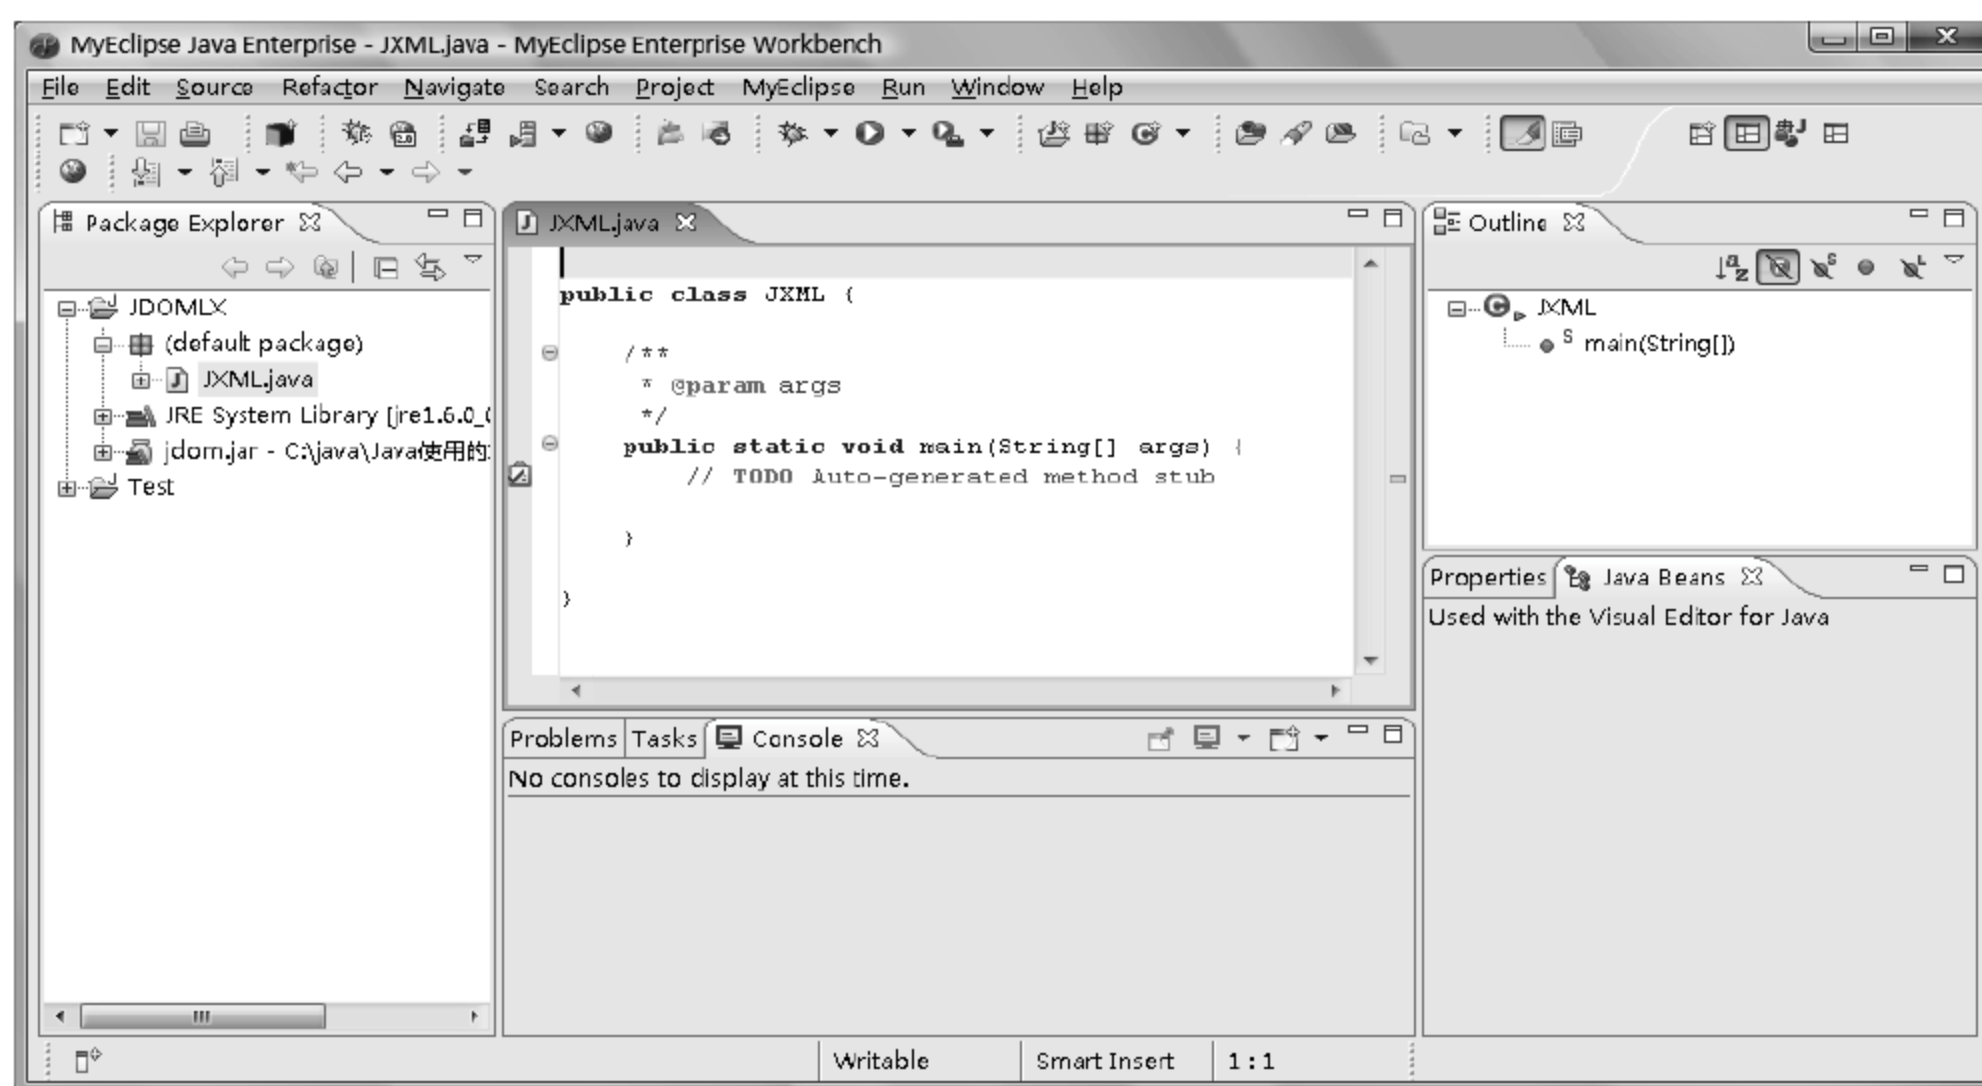 MyEclipse Java Enterprise - JXML.java - MyEclipse Enterprise Workbench
File Edit Source Refactor Navigate Search Project MyEclipse Run Window Help
Package Explorer
JDOMLX
(default package)
JXML.java
JRE System Library [jre1.6.0_
jdom.jar - C:\java\Java使用的
Test
JXML.java
public class JXML {
/**
* @param args
*/
public static void main(String[] args) {
// TODO Auto-generated method stub
}
}
Problems Tasks Console
No consoles to display at this time.
Outline
JXML
main(String[])
Properties Java Beans
Used with the Visual Editor for Java
Writable Smart Insert 1 : 1